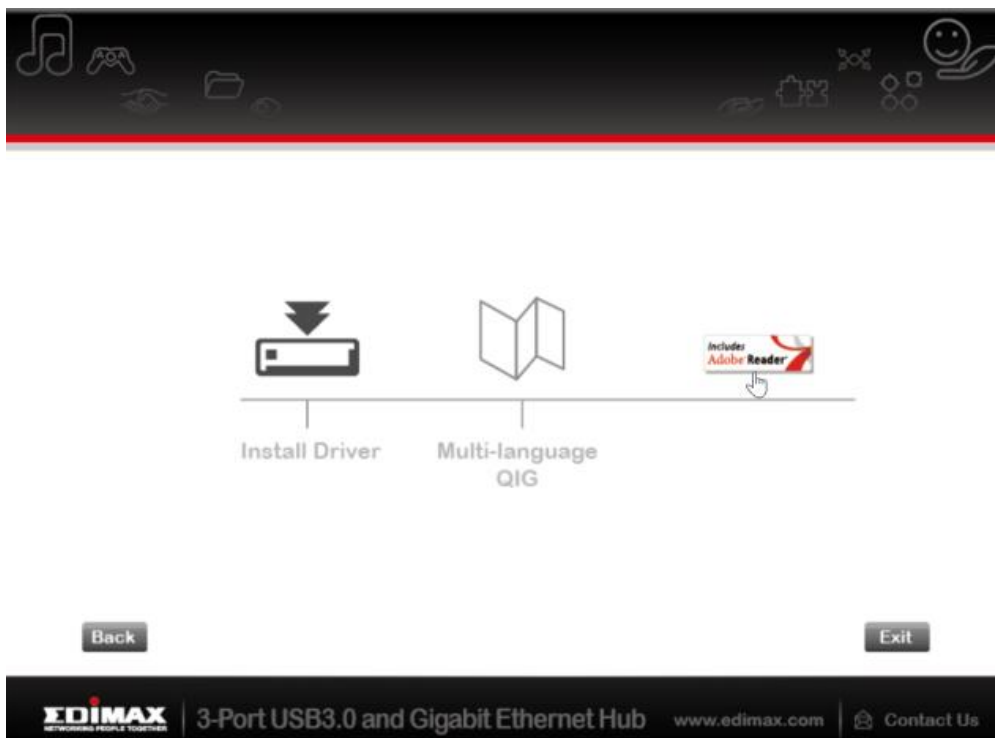 Includes
Adobe Reader
Install Driver
Multi-language
QIG
Back
Exit
EDIMAX
NETWORKING PEOPLE TOGETHER
3-Port USB3.0 and Gigabit Ethernet Hub
www.edimax.com
Contact Us